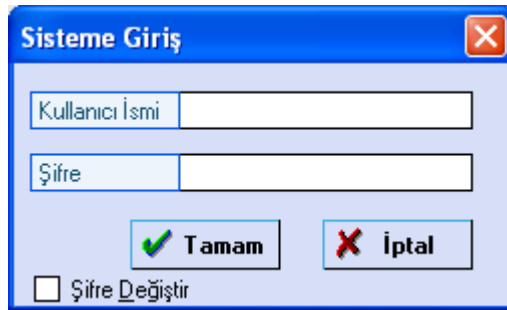 Sisteme Giriş
Kullanıcı İsmi
Şifre
Tamam İptal
Şifre Değiştir